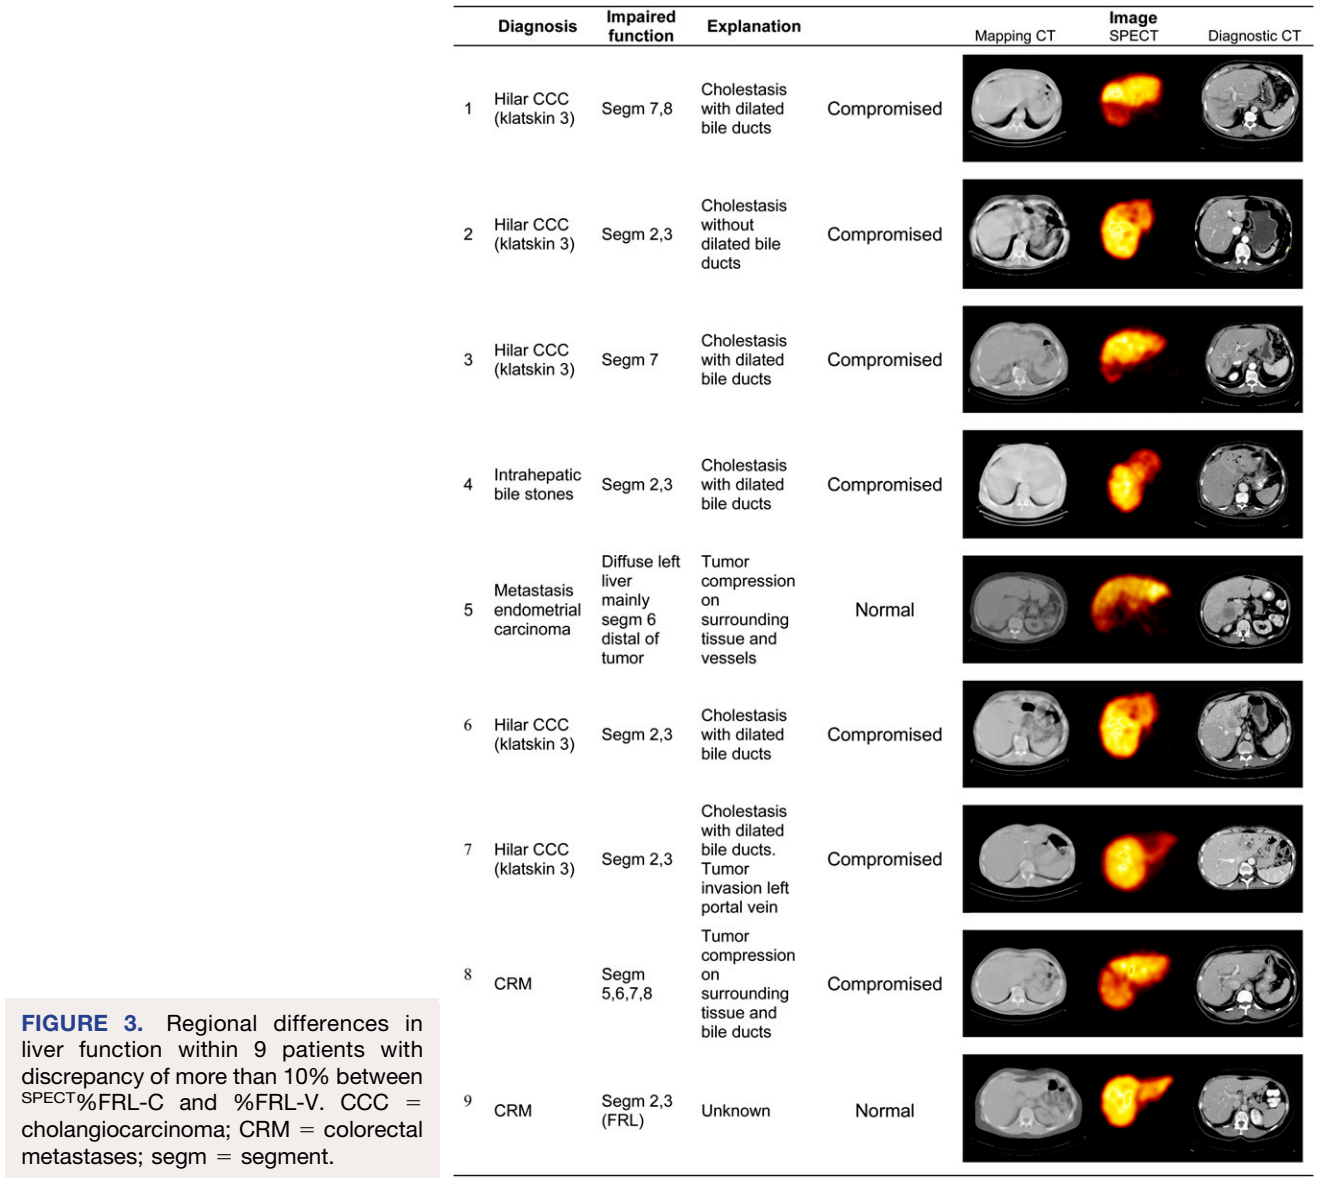 Diagnosis
Impaired
function
Explanation
Image
Mapping CT
SPECT
Diagnostic CT
1
Hilar CCC
(klatskin 3)
Segm 7,8
Cholestasis
with dilated
bile ducts
Compromised
2
Hilar CCC
(klatskin 3)
Segm 2,3
Cholestasis
without
dilated bile
ducts
Compromised
3
Hilar CCC
(klatskin 3)
Segm 7
Cholestasis
with dilated
bile ducts
Compromised
4
Intrahepatic
bile stones
Segm 2,3
Cholestasis
with dilated
bile ducts
Compromised
5
Metastasis
endometrial
carcinoma
Diffuse left
liver
mainly
segm 6
distal of
tumor
Tumor
compression
on
surrounding
tissue and
vessels
Normal
6
Hilar CCC
(klatskin 3)
Segm 2,3
Cholestasis
with dilated
bile ducts
Compromised
7
Hilar CCC
(klatskin 3)
Segm 2,3
Cholestasis
with dilated
bile ducts.
Tumor
invasion left
portal vein
Compromised
8
CRM
Segm
5,6,7,8
Tumor
compression
on
surrounding
tissue and
bile ducts
Compromised
9
CRM
Segm 2,3
(FRL)
Unknown
Normal
FIGURE 3. Regional differences in
liver function within 9 patients with
discrepancy of more than 10% between
SPECT%FRL-C and %FRL-V. CCC =
cholangiocarcinoma; CRM = colorectal
metastases; segm = segment.